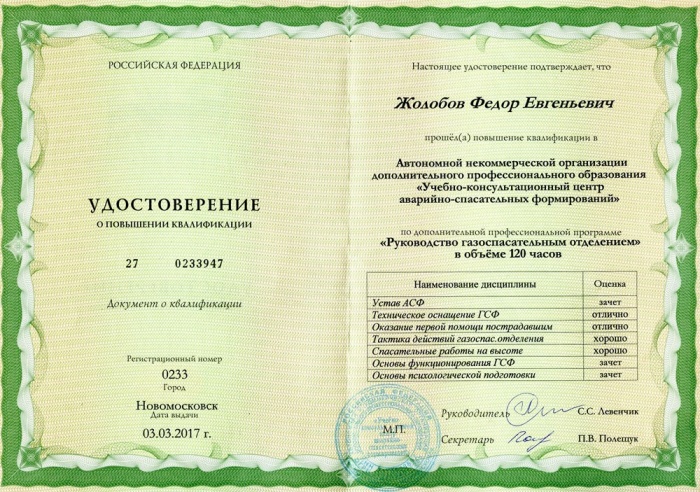 РОССИЙСКАЯ ФЕДЕРАЦИЯ
УДОСТОВЕРЕНИЕ
О ПОВЫШЕНИИ КВАЛИФИКАЦИИ
27 0233947
Документ о квалификации
Регистрационный номер
0233
Город
Новомосковск
Дата выдачи
03.03.2017 г.
Настоящее удостоверение подтверждает, что
Жолобов Федор Евгеньевич
прошёл(а) повышение квалификации в
Автономной некоммерческой организации
дополнительного профессионального образования
«Учебно-консультационный центр
аварийно-спасательных формирований»
по дополнительной профессиональной программе
«Руководство газоспасательным отделением»
в объёме 120 часов
Наименование дисциплины Оценка
Устав АСФ зачет
Техническое оснащение ГСФ отлично
Оказание первой помощи пострадавшим отлично
Тактика действий газоспас.отделения хорошо
Спасательные работы на высоте хорошо
Основы функционирования ГСФ зачет
Основы психологической подготовки зачет
Руководитель С.С. Левенчик
М.П.
Секретарь П.В. Полещук